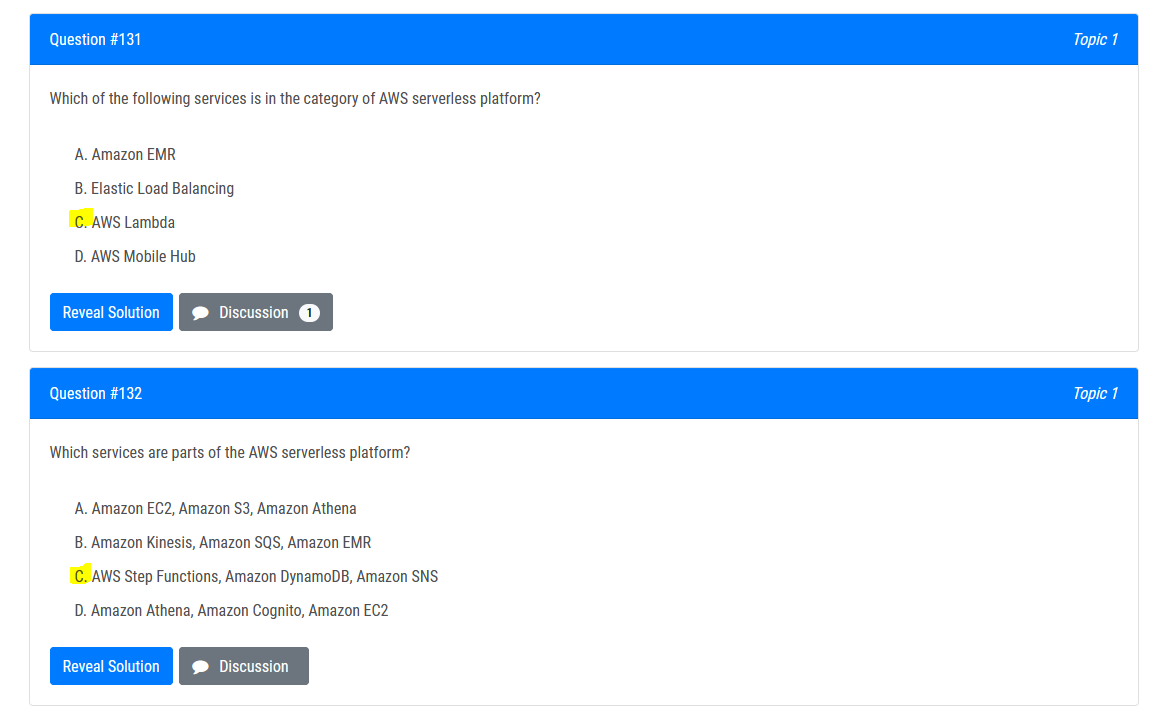 Question #131
Topic 1
Which of the following services is in the category of AWS serverless platform?
A. Amazon EMR
B. Elastic Load Balancing
C. AWS Lambda
D. AWS Mobile Hub
Reveal Solution
Discussion 1
Question #132
Topic 1
Which services are parts of the AWS serverless platform?
A. Amazon EC2, Amazon S3, Amazon Athena
B. Amazon Kinesis, Amazon SQS, Amazon EMR
C. AWS Step Functions, Amazon DynamoDB, Amazon SNS
D. Amazon Athena, Amazon Cognito, Amazon EC2
Reveal Solution
Discussion